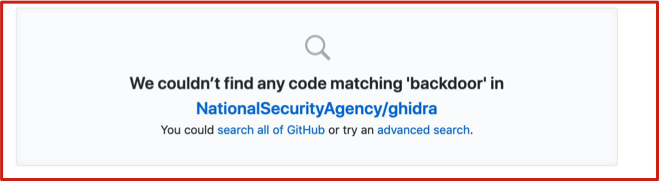 We couldn’t find any code matching 'backdoor' in
NationalSecurityAgency/ghidra
You could search all of GitHub or try an advanced search.